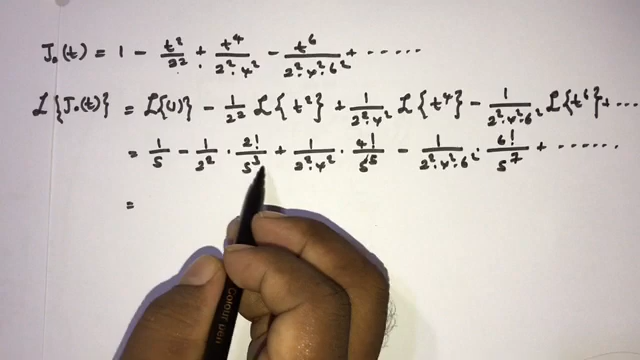 J₀(t) = 1 - t²/2² + t⁴/2²·4² - t⁶/2²·4²·6² + ······
L{J₀(t)} = L{1} - 1/2² L{t²} + 1/2²·4² L{t⁴} - 1/2²·4²·6² L{t⁶} + ···
= 1/s - 1/2² · 2!/s³ + 1/2²·4² · 4!/s⁵ - 1/2²·4²·6² · 6!/s⁷ + ······
=
Colour pen